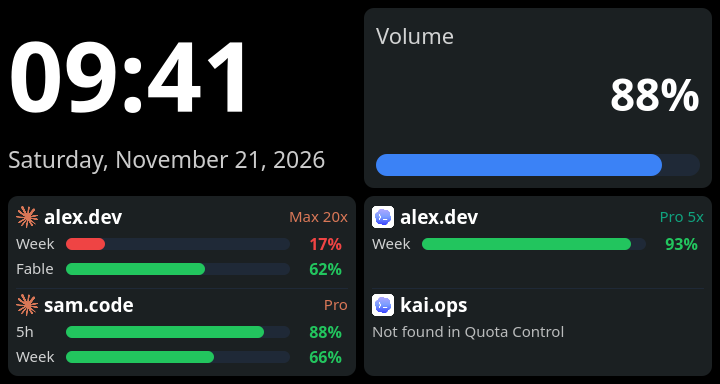 09:41
Saturday, November 21, 2026
Volume
88%
alex.dev Max 20x
Week 17%
Fable 62%
sam.code Pro
5h 88%
Week 66%
alex.dev Pro 5x
Week 93%
kai.ops
Not found in Quota Control